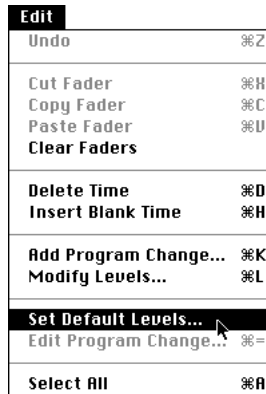 Edit
Undo ⌘Z
Cut Fader ⌘X
Copy Fader ⌘C
Paste Fader ⌘V
Clear Faders
Delete Time ⌘D
Insert Blank Time ⌘H
Add Program Change... ⌘K
Modify Levels... ⌘L
Set Default Levels...
Edit Program Change... ⌘=
Select All ⌘A